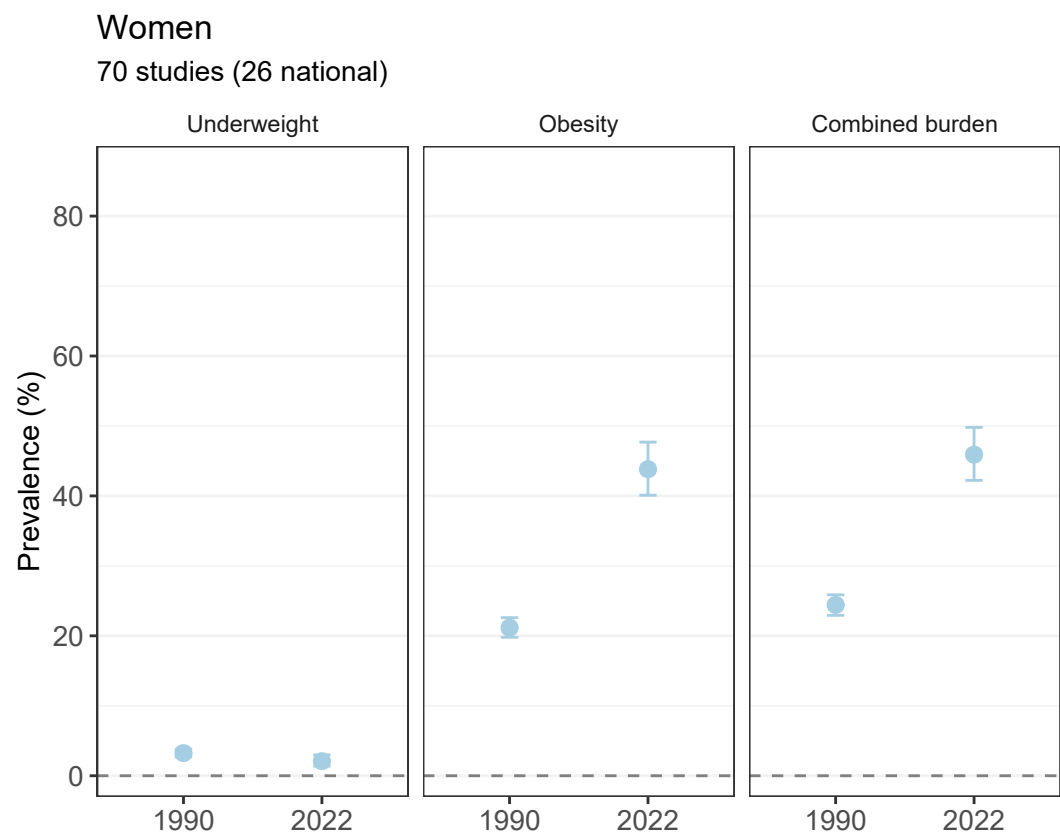 Women
70 studies (26 national)
Underweight
Obesity
Combined burden
Prevalence (%)
80
60
40
20
0
1990
2022
1990
2022
1990
2022